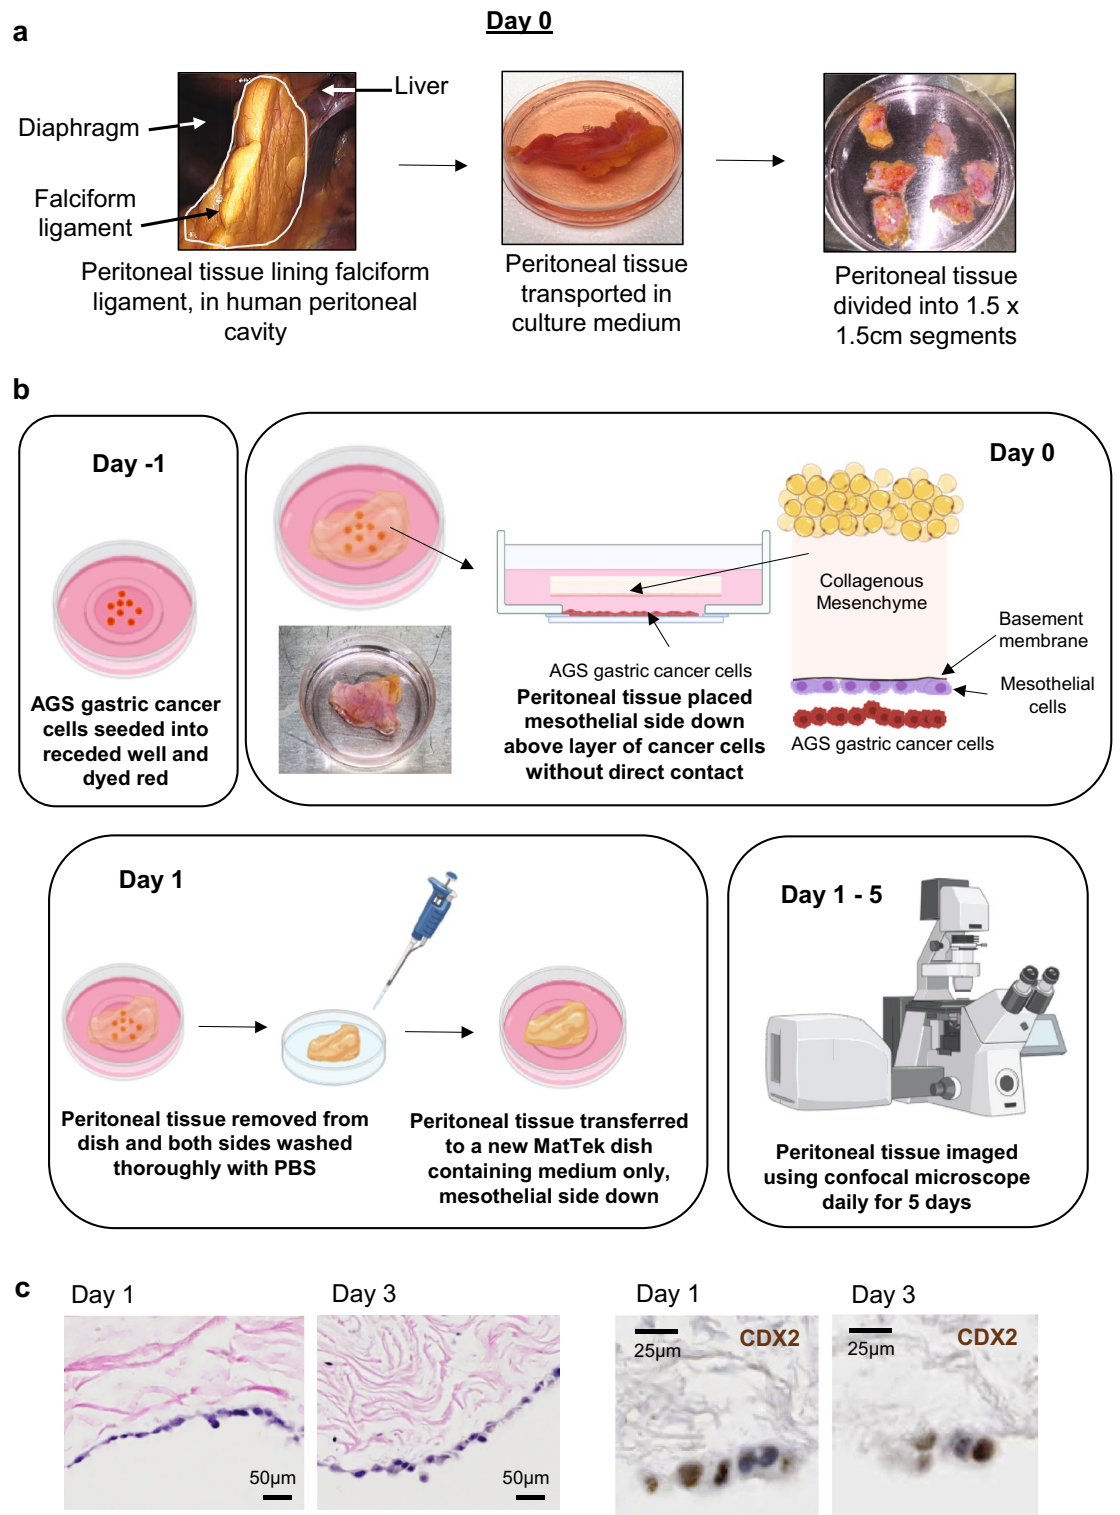 a
Day 0
Diaphragm
Liver
Falciform
ligament
Peritoneal tissue lining falciform
ligament, in human peritoneal
cavity
Peritoneal tissue
transported in
culture medium
Peritoneal tissue
divided into 1.5 x
1.5cm segments
b
Day -1
AGS gastric cancer
cells seeded into
receded well and
dyed red
Day 0
AGS gastric cancer cells
Peritoneal tissue placed
mesothelial side down
above layer of cancer cells
without direct contact
Collagenous
Mesenchyme
Basement
membrane
Mesothelial
cells
AGS gastric cancer cells
Day 1
Peritoneal tissue removed from
dish and both sides washed
thoroughly with PBS
Peritoneal tissue transferred
to a new MatTek dish
containing medium only,
mesothelial side down
Day 1 - 5
Peritoneal tissue imaged
using confocal microscope
daily for 5 days
c
Day 1
50µm
Day 3
50µm
Day 1
25µm
CDX2
Day 3
25µm
CDX2